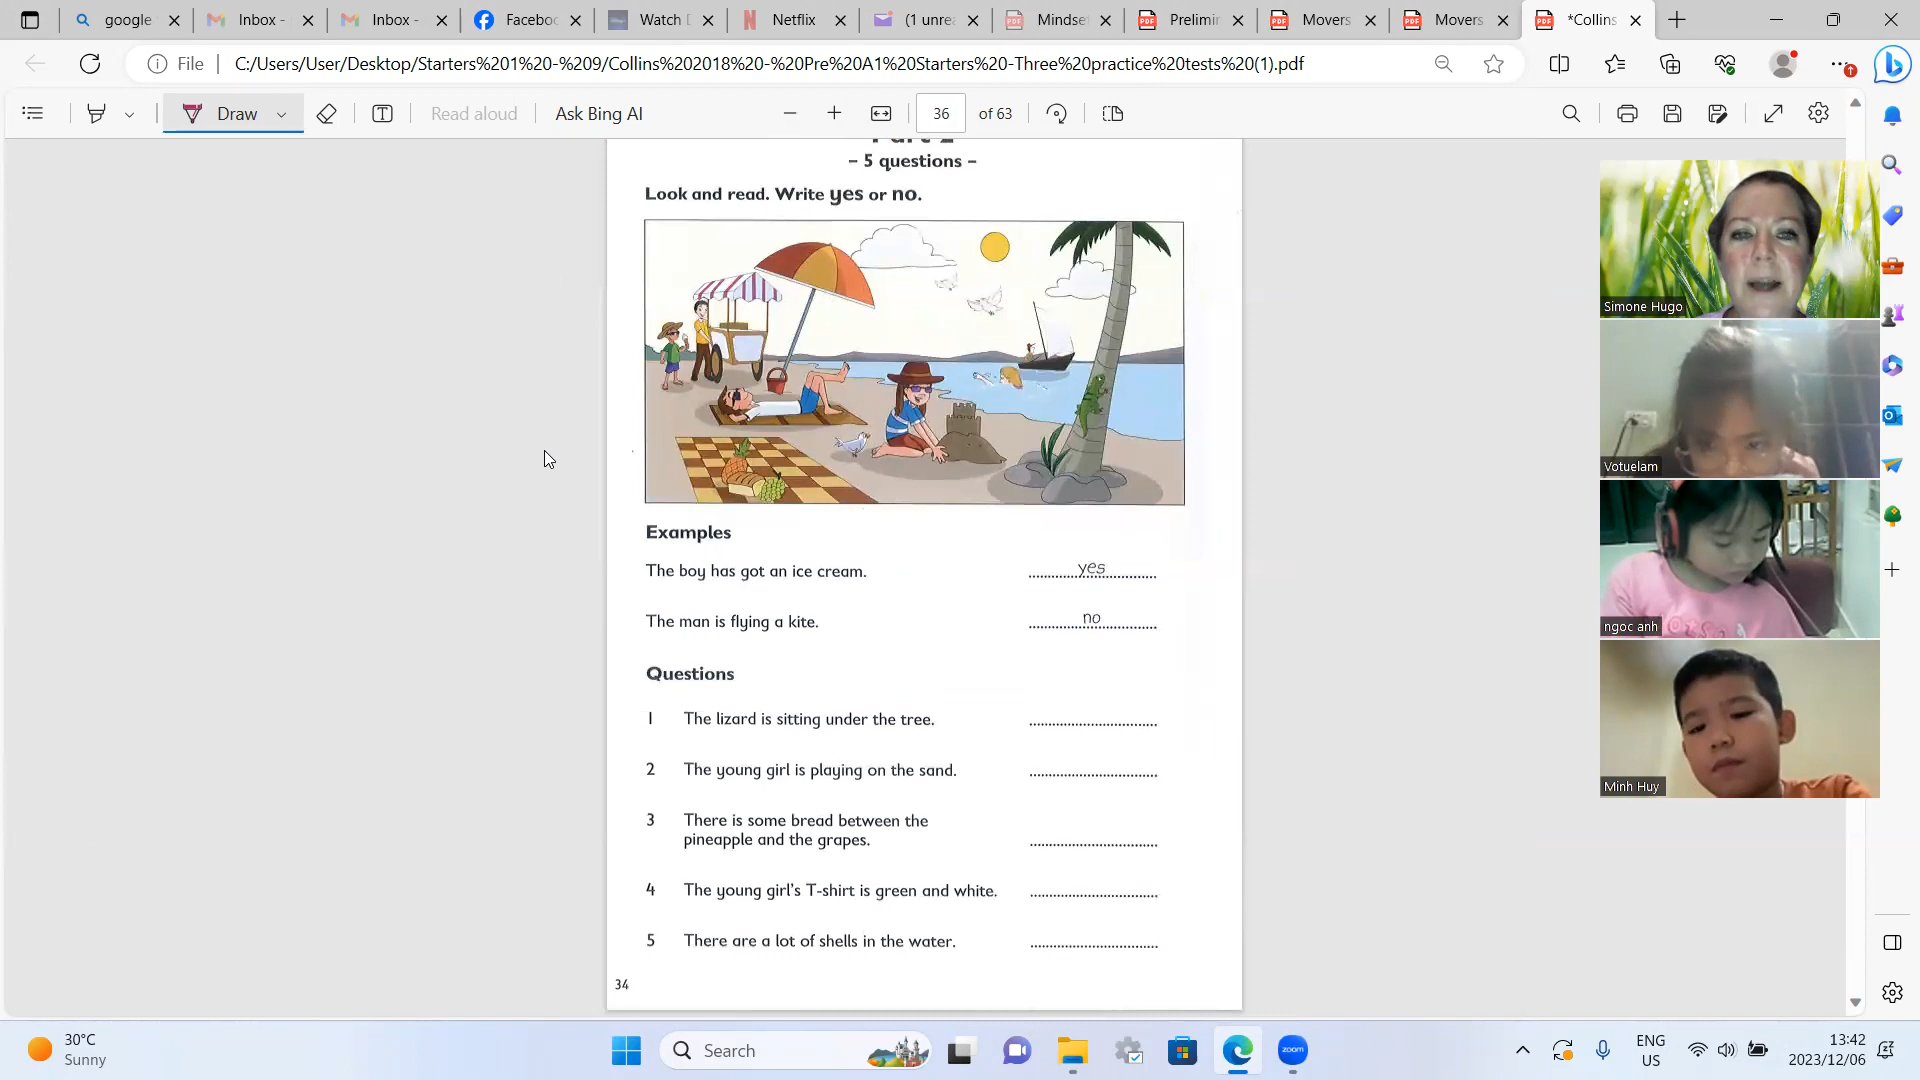 google
Inbox -
Inbox -
Faceboo
Watch
Netflix
(1 unrea
Mindse
Prelimir
Movers
Movers
*Collins
File
C:/Users/User/Desktop/Starters%201%20-%209/Collins%202018%20-%20Pre%20A1%20Starters%20-Three%20practice%20tests%20(1).pdf
Draw
Read aloud
Ask Bing AI
36
of 63
– 5 questions –
Look and read. Write yes or no.
Examples
The boy has got an ice cream. yes
The man is flying a kite. no
Questions
1 The lizard is sitting under the tree.
2 The young girl is playing on the sand.
3 There is some bread between the
pineapple and the grapes.
4 The young girl's T-shirt is green and white.
5 There are a lot of shells in the water.
34
Simone Hugo
Votuelam
ngoc anh
Minh Huy
30°C
Sunny
Search
zoom
ENG
US
13:42
2023/12/06